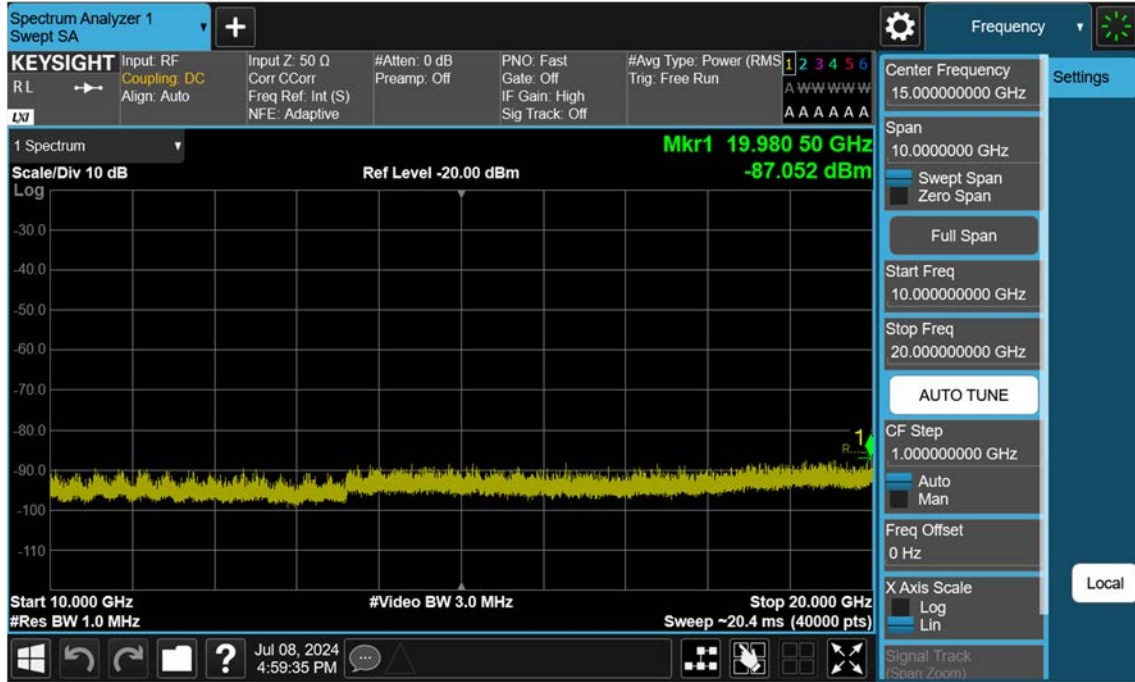 Spectrum Analyzer 1
Swept SA
Frequency
KEYSIGHT
R L
LXI
Input: RF
Coupling: DC
Align: Auto
Input Z: 50 Ω
Corr CCorr
Freq Ref: Int (S)
NFE: Adaptive
#Atten: 0 dB
Preamp: Off
PNO: Fast
Gate: Off
IF Gain: High
Sig Track: Off
#Avg Type: Power (RMS
Trig: Free Run
1 2 3 4 5 6
A W W W W W
A A A A A A
1 Spectrum
Scale/Div 10 dB
Ref Level -20.00 dBm
Mkr1 19.980 50 GHz
-87.052 dBm
Log
-30.0
-40.0
-50.0
-60.0
-70.0
-80.0
-90.0
-100
-110
1
Start 10.000 GHz
#Video BW 3.0 MHz
Stop 20.000 GHz
#Res BW 1.0 MHz
Sweep ~20.4 ms (40000 pts)
?
Jul 08, 2024
4:59:35 PM
Center Frequency
15.000000000 GHz
Settings
Span
10.0000000 GHz
Swept Span
Zero Span
Full Span
Start Freq
10.000000000 GHz
Stop Freq
20.000000000 GHz
AUTO TUNE
CF Step
1.000000000 GHz
Auto
Man
Freq Offset
0 Hz
X Axis Scale
Log
Lin
Local
Signal Track
(Span Zoom)